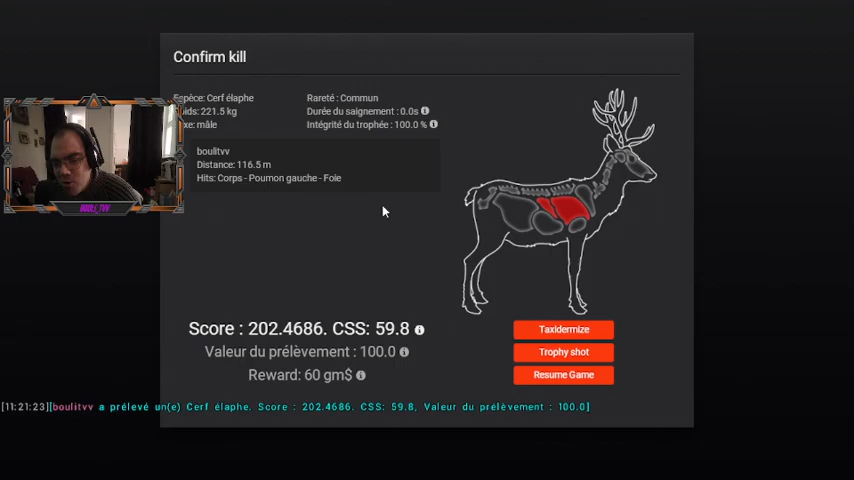 Confirm kill
Espèce: Cerf élaphe
Rareté : Commun
Poids: 221.5 kg
Durée du saignement : 0.0s
Sexe: mâle
Intégrité du trophée : 100.0 %
boulitvv
Distance: 116.5 m
Hits: Corps - Poumon gauche - Foie
Score : 202.4686. CSS: 59.8
Valeur du prélèvement : 100.0
Reward: 60 gm$
Taxidermize
Trophy shot
Resume Game
[11:21:23][boulitvv a prélevé un(e) Cerf élaphe. Score : 202.4686. CSS: 59.8, Valeur du prélèvement : 100.0]